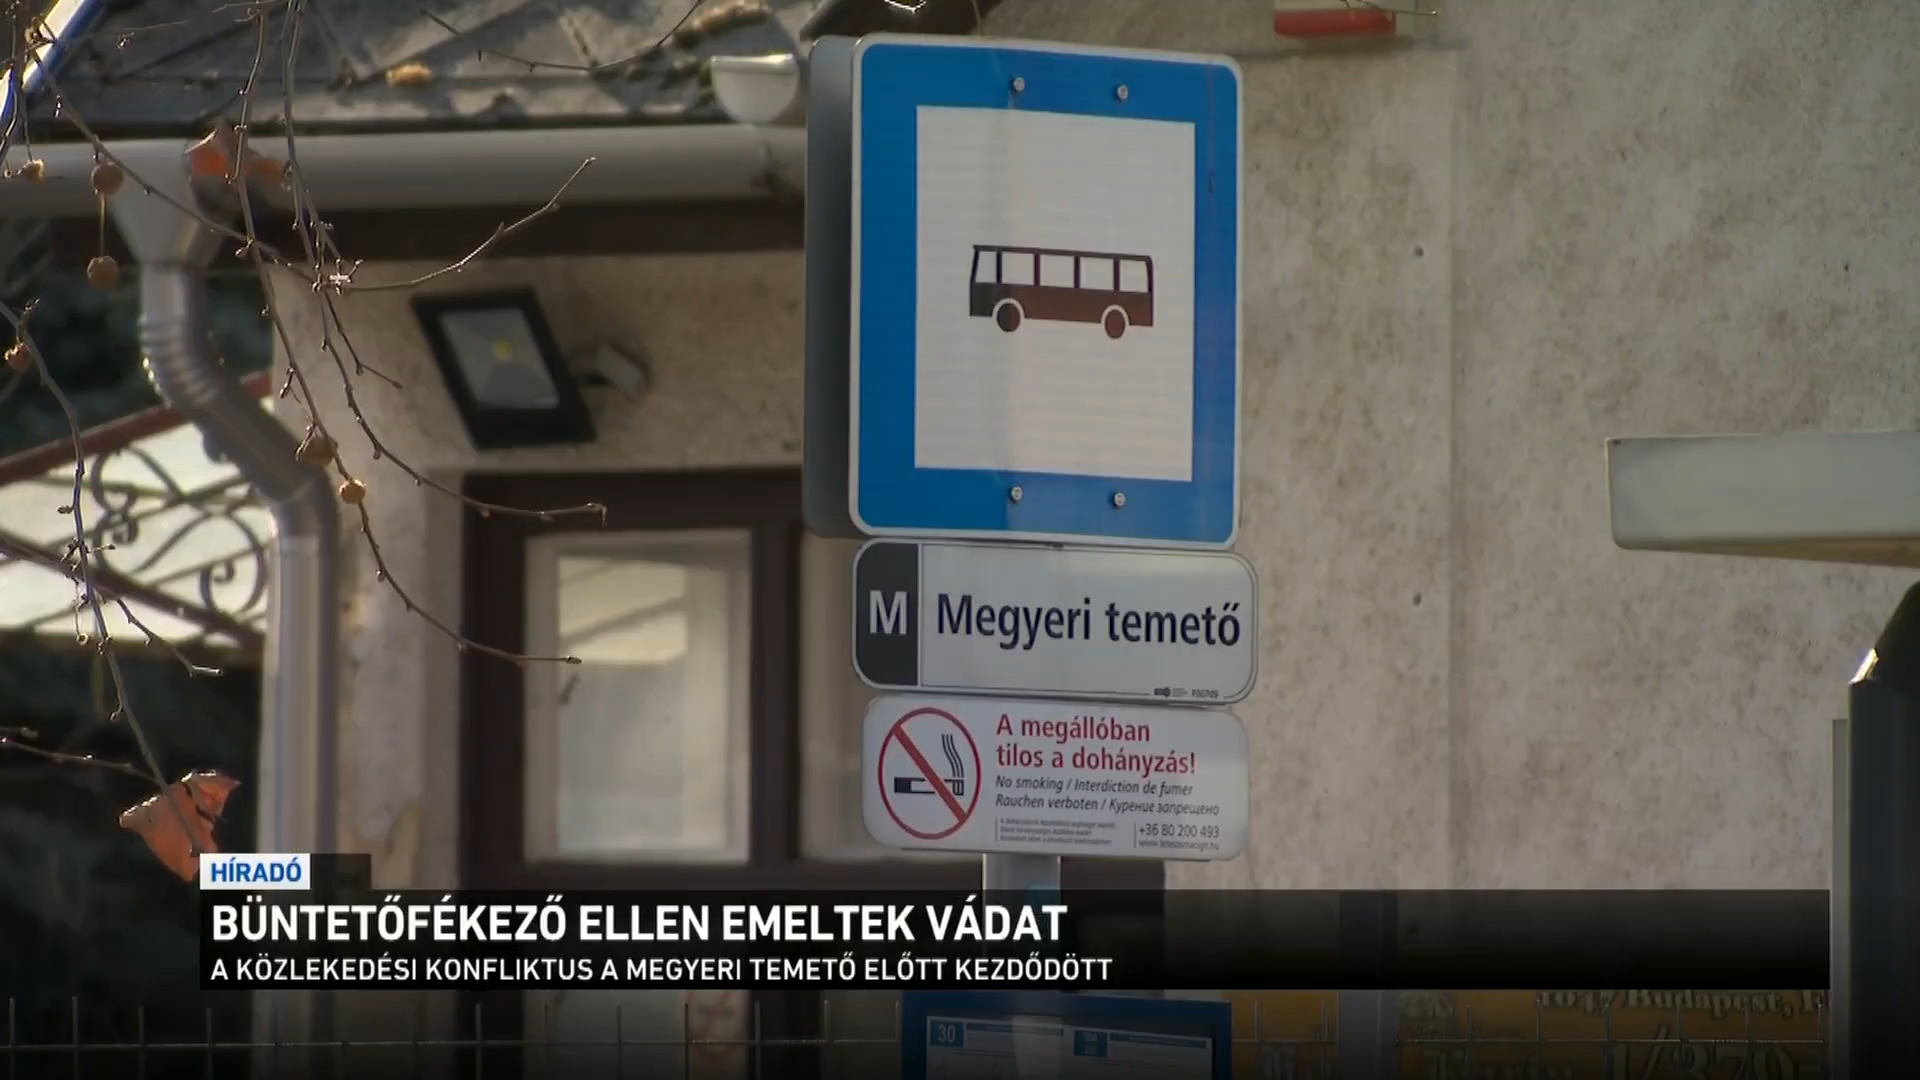 M Megyeri temető
F00709
A megállóban
tilos a dohányzás!
No smoking / Interdiction de fumer
Rauchen verboten / Курение запрещено
+36 80 200 493
HÍRADÓ
BÜNTETŐFÉKEZŐ ELLEN EMELTEK VÁDAT
A KÖZLEKEDÉSI KONFLIKTUS A MEGYERI TEMETŐ ELŐTT KEZDŐDÖTT
30